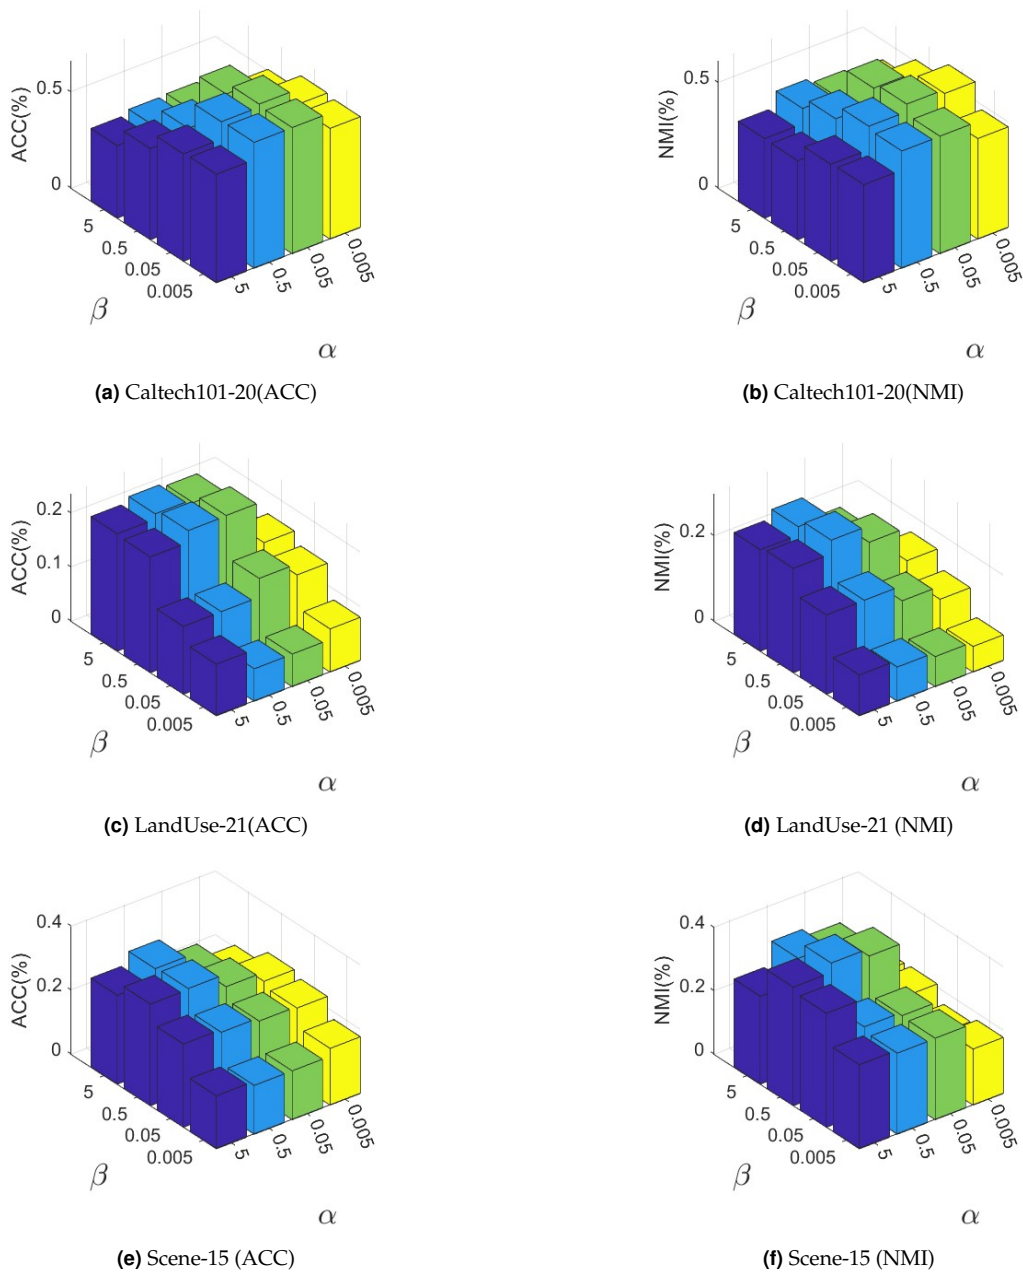 ACC(%)
0.5
0
5
0.5
0.05
0.005
β
5
0.5
0.05
0.005
α
(a) Caltech101-20(ACC)
NMI(%)
0.5
0
5
0.5
0.05
0.005
β
5
0.5
0.05
0.005
α
(b) Caltech101-20(NMI)
ACC(%)
0.2
0.1
0
5
0.5
0.05
0.005
β
5
0.5
0.05
0.005
α
(c) LandUse-21(ACC)
NMI(%)
0.2
0
5
0.5
0.05
0.005
β
5
0.5
0.05
0.005
α
(d) LandUse-21 (NMI)
ACC(%)
0.4
0.2
0
5
0.5
0.05
0.005
β
5
0.5
0.05
0.005
α
(e) Scene-15 (ACC)
NMI(%)
0.4
0.2
0
5
0.5
0.05
0.005
β
5
0.5
0.05
0.005
α
(f) Scene-15 (NMI)